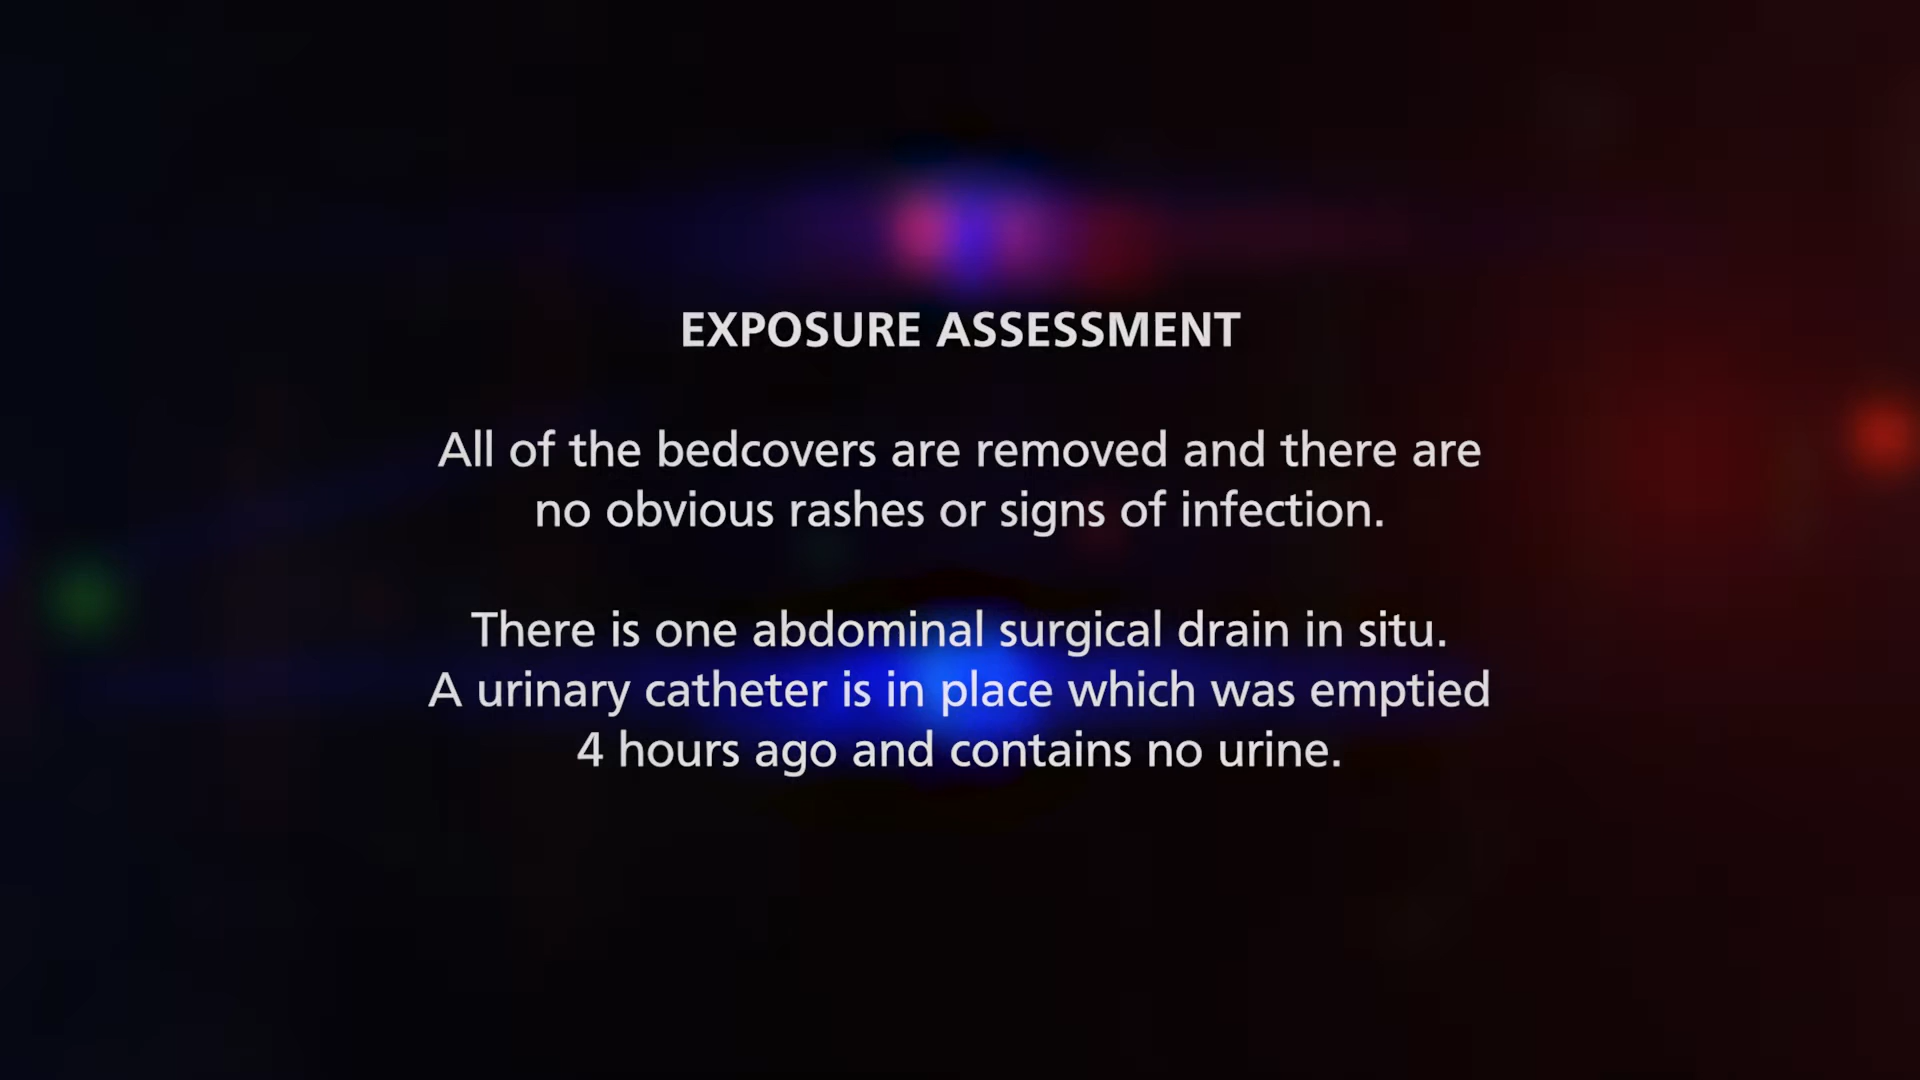 EXPOSURE ASSESSMENT
All of the bedcovers are removed and there are
no obvious rashes or signs of infection.
There is one abdominal surgical drain in situ.
A urinary catheter is in place which was emptied
4 hours ago and contains no urine.